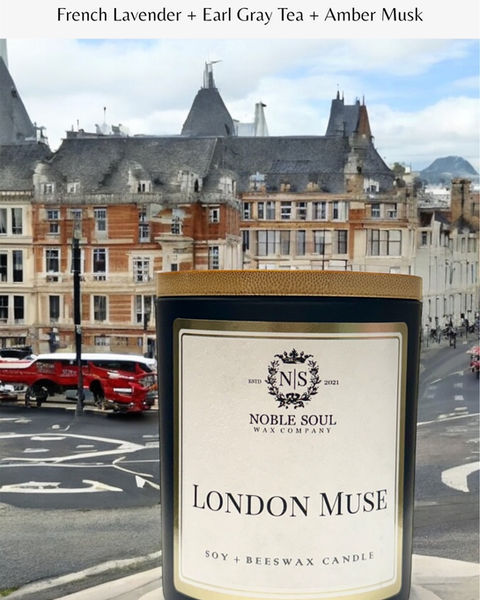 French Lavender + Earl Gray Tea + Amber Musk
ESTD N|S 2021
NOBLE SOUL
WAX COMPANY
LONDON MUSE
SOY + BEESWAX CANDLE